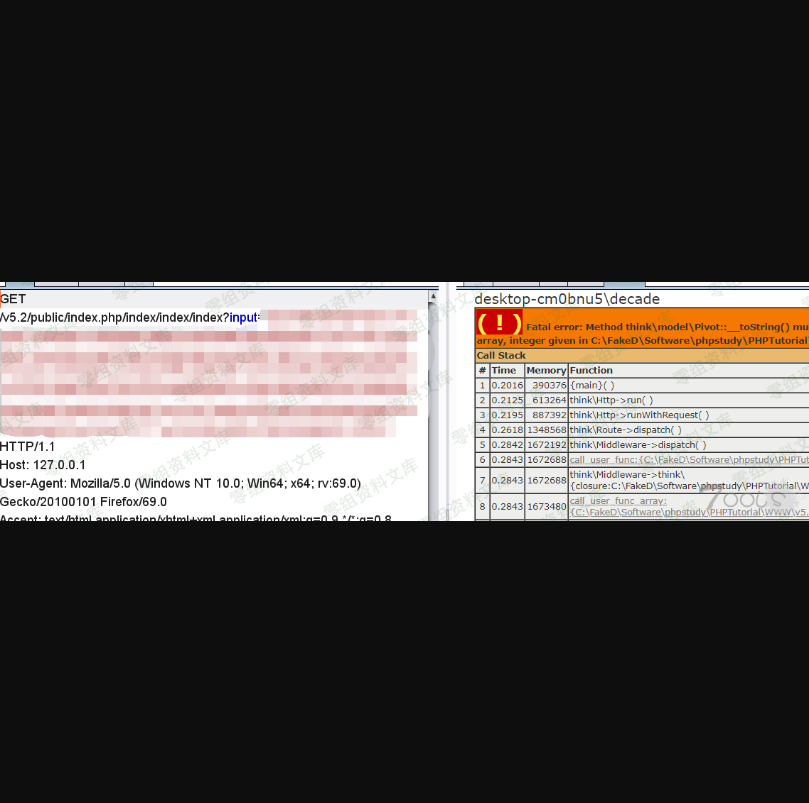 GET
/v5.2/public/index.php/index/index/index?input=
HTTP/1.1
Host: 127.0.0.1
User-Agent: Mozilla/5.0 (Windows NT 10.0; Win64; x64; rv:69.0)
Gecko/20100101 Firefox/69.0
Accept: text/html,application/xhtml+xml,application/xml;q=0.9,*/*;q=0.8
desktop-cm0bnu5\decade
( ! ) Fatal error: Method think\model\Pivot::__toString() mu
array, integer given in C:\FakeD\Software\phpstudy\PHPTutorial
Call Stack
# Time Memory Function
1 0.2016 390376 {main}( )
2 0.2125 613264 think\Http->run( )
3 0.2195 887392 think\Http->runWithRequest( )
4 0.2618 1348568 think\Route->dispatch( )
5 0.2842 1672192 think\Middleware->dispatch( )
6 0.2843 1672688 call_user_func:{C:\FakeD\Software\phpstudy\PHPTut
7 0.2843 1672688 think\Middleware->think\
{closure:C:\FakeD\Software\phpstudy\PHPTutorial\W
8 0.2843 1673480 call_user_func_array:
{C:\FakeD\Software\phpstudy\PHPTutorial\WWW\v5.
零组资料文库